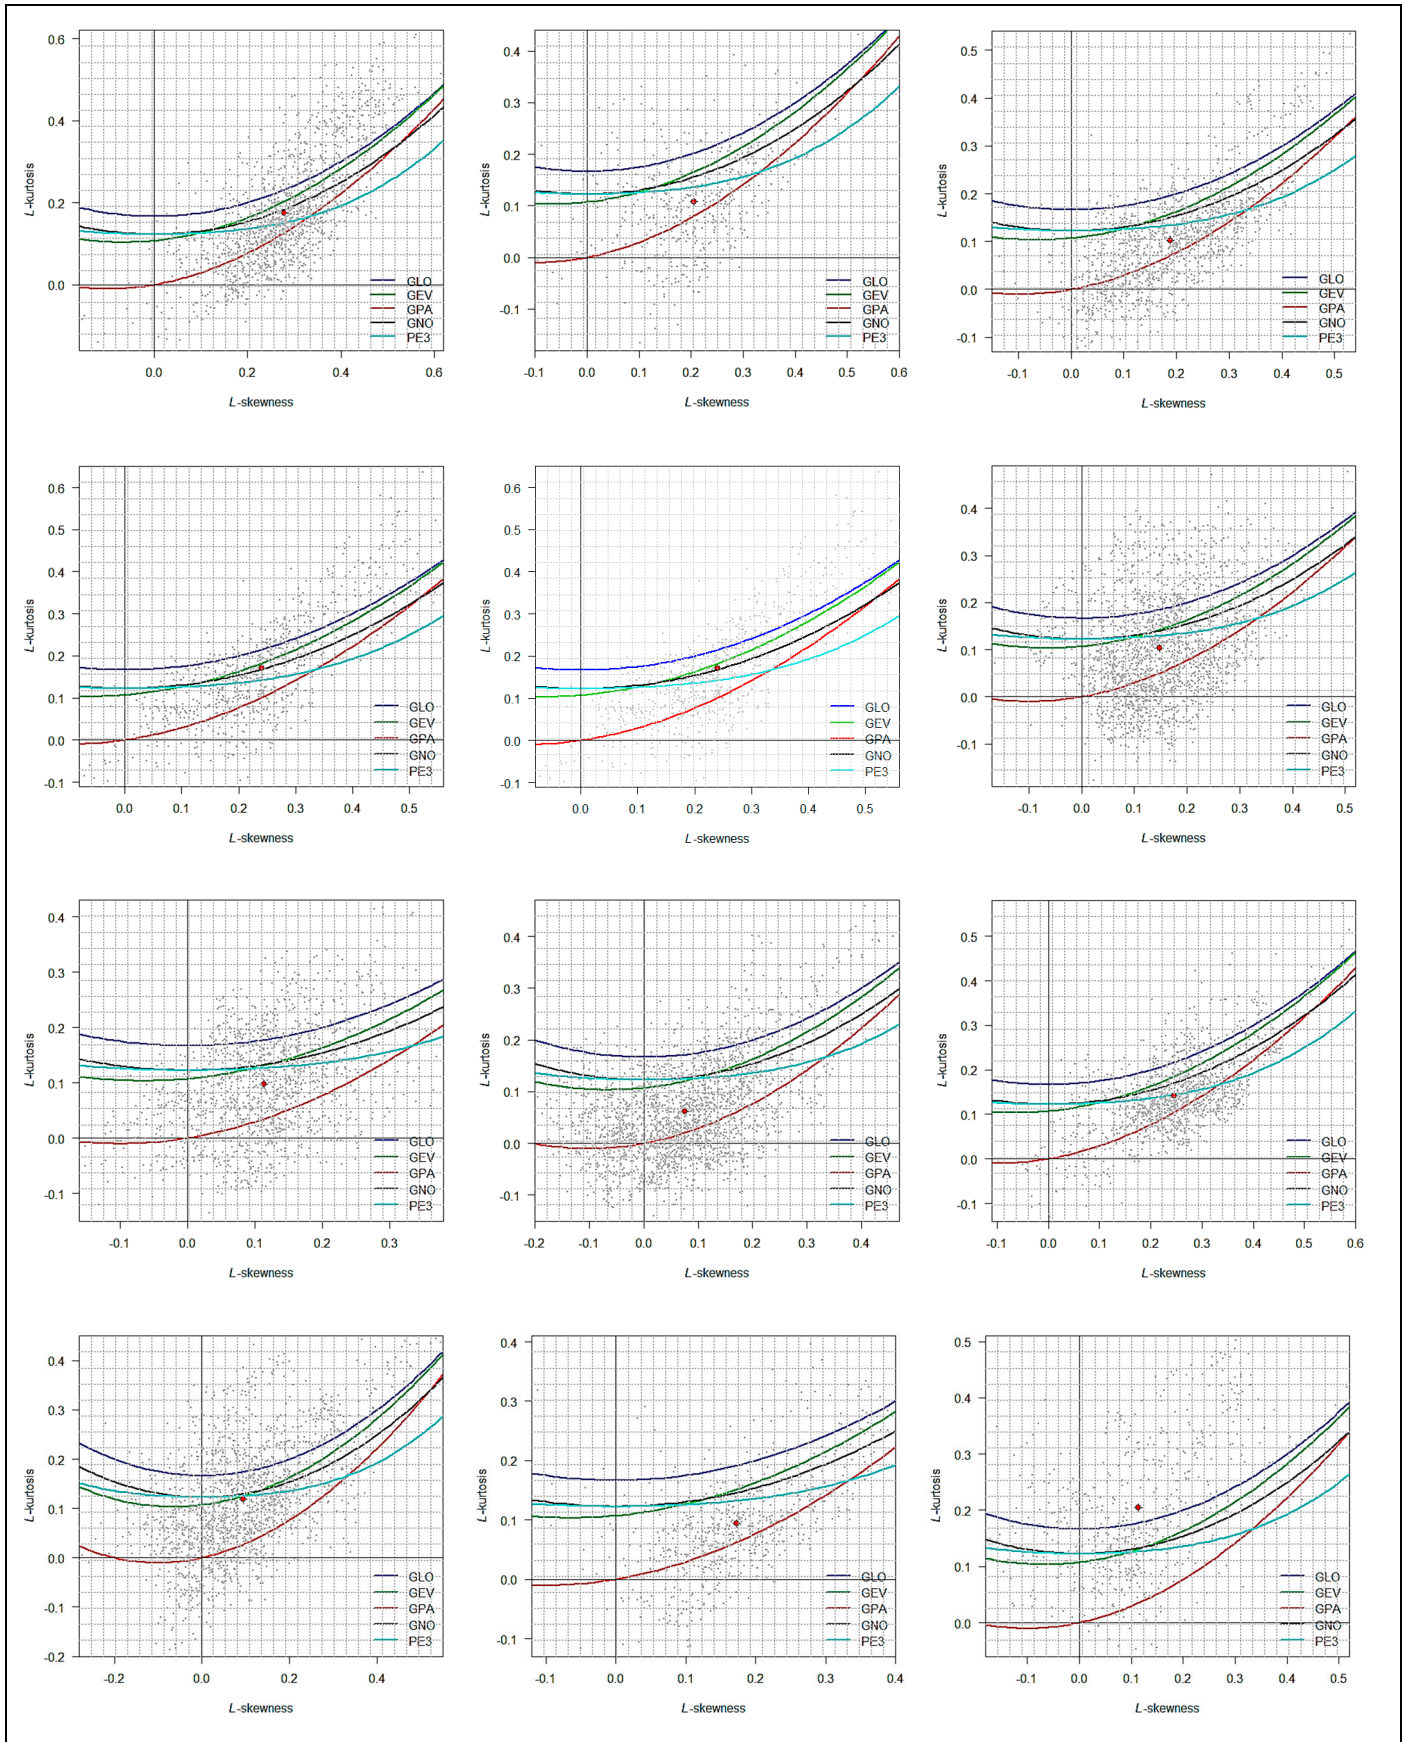 0.6
0.4
0.2
0.0
L-kurtosis
GLO
GEV
GPA
GNO
PE3
0.0 0.2 0.4 0.6
L-skewness
0.4
0.3
0.2
0.1
0.0
-0.1
L-kurtosis
GLO
GEV
GPA
GNO
PE3
-0.1 0.0 0.1 0.2 0.3 0.4 0.5 0.6
L-skewness
0.5
0.4
0.3
0.2
0.1
0.0
-0.1
L-kurtosis
GLO
GEV
GPA
GNO
PE3
-0.1 0.0 0.1 0.2 0.3 0.4 0.5
L-skewness
0.6
0.5
0.4
0.3
0.2
0.1
0.0
-0.1
L-kurtosis
GLO
GEV
GPA
GNO
PE3
0.0 0.1 0.2 0.3 0.4 0.5
L-skewness
0.6
0.5
0.4
0.3
0.2
0.1
0.0
-0.1
L-kurtosis
GLO
GEV
GPA
GNO
PE3
0.0 0.1 0.2 0.3 0.4 0.5
L-skewness
0.4
0.3
0.2
0.1
0.0
-0.1
L-kurtosis
GLO
GEV
GPA
GNO
PE3
-0.1 0.0 0.1 0.2 0.3 0.4 0.5
L-skewness
0.4
0.3
0.2
0.1
0.0
-0.1
L-kurtosis
GLO
GEV
GPA
GNO
PE3
-0.1 0.0 0.1 0.2 0.3
L-skewness
0.4
0.3
0.2
0.1
0.0
-0.1
L-kurtosis
GLO
GEV
GPA
GNO
PE3
-0.2 -0.1 0.0 0.1 0.2 0.3 0.4
L-skewness
0.5
0.4
0.3
0.2
0.1
0.0
-0.1
L-kurtosis
GLO
GEV
GPA
GNO
PE3
-0.1 0.0 0.1 0.2 0.3 0.4 0.5 0.6
L-skewness
0.4
0.3
0.2
0.1
0.0
-0.1
-0.2
L-kurtosis
GLO
GEV
GPA
GNO
PE3
-0.2 0.0 0.2 0.4
L-skewness
0.4
0.3
0.2
0.1
0.0
-0.1
L-kurtosis
GLO
GEV
GPA
GNO
PE3
-0.1 0.0 0.1 0.2 0.3 0.4
L-skewness
0.5
0.4
0.3
0.2
0.1
0.0
L-kurtosis
GLO
GEV
GPA
GNO
PE3
-0.1 0.0 0.1 0.2 0.3 0.4 0.5
L-skewness